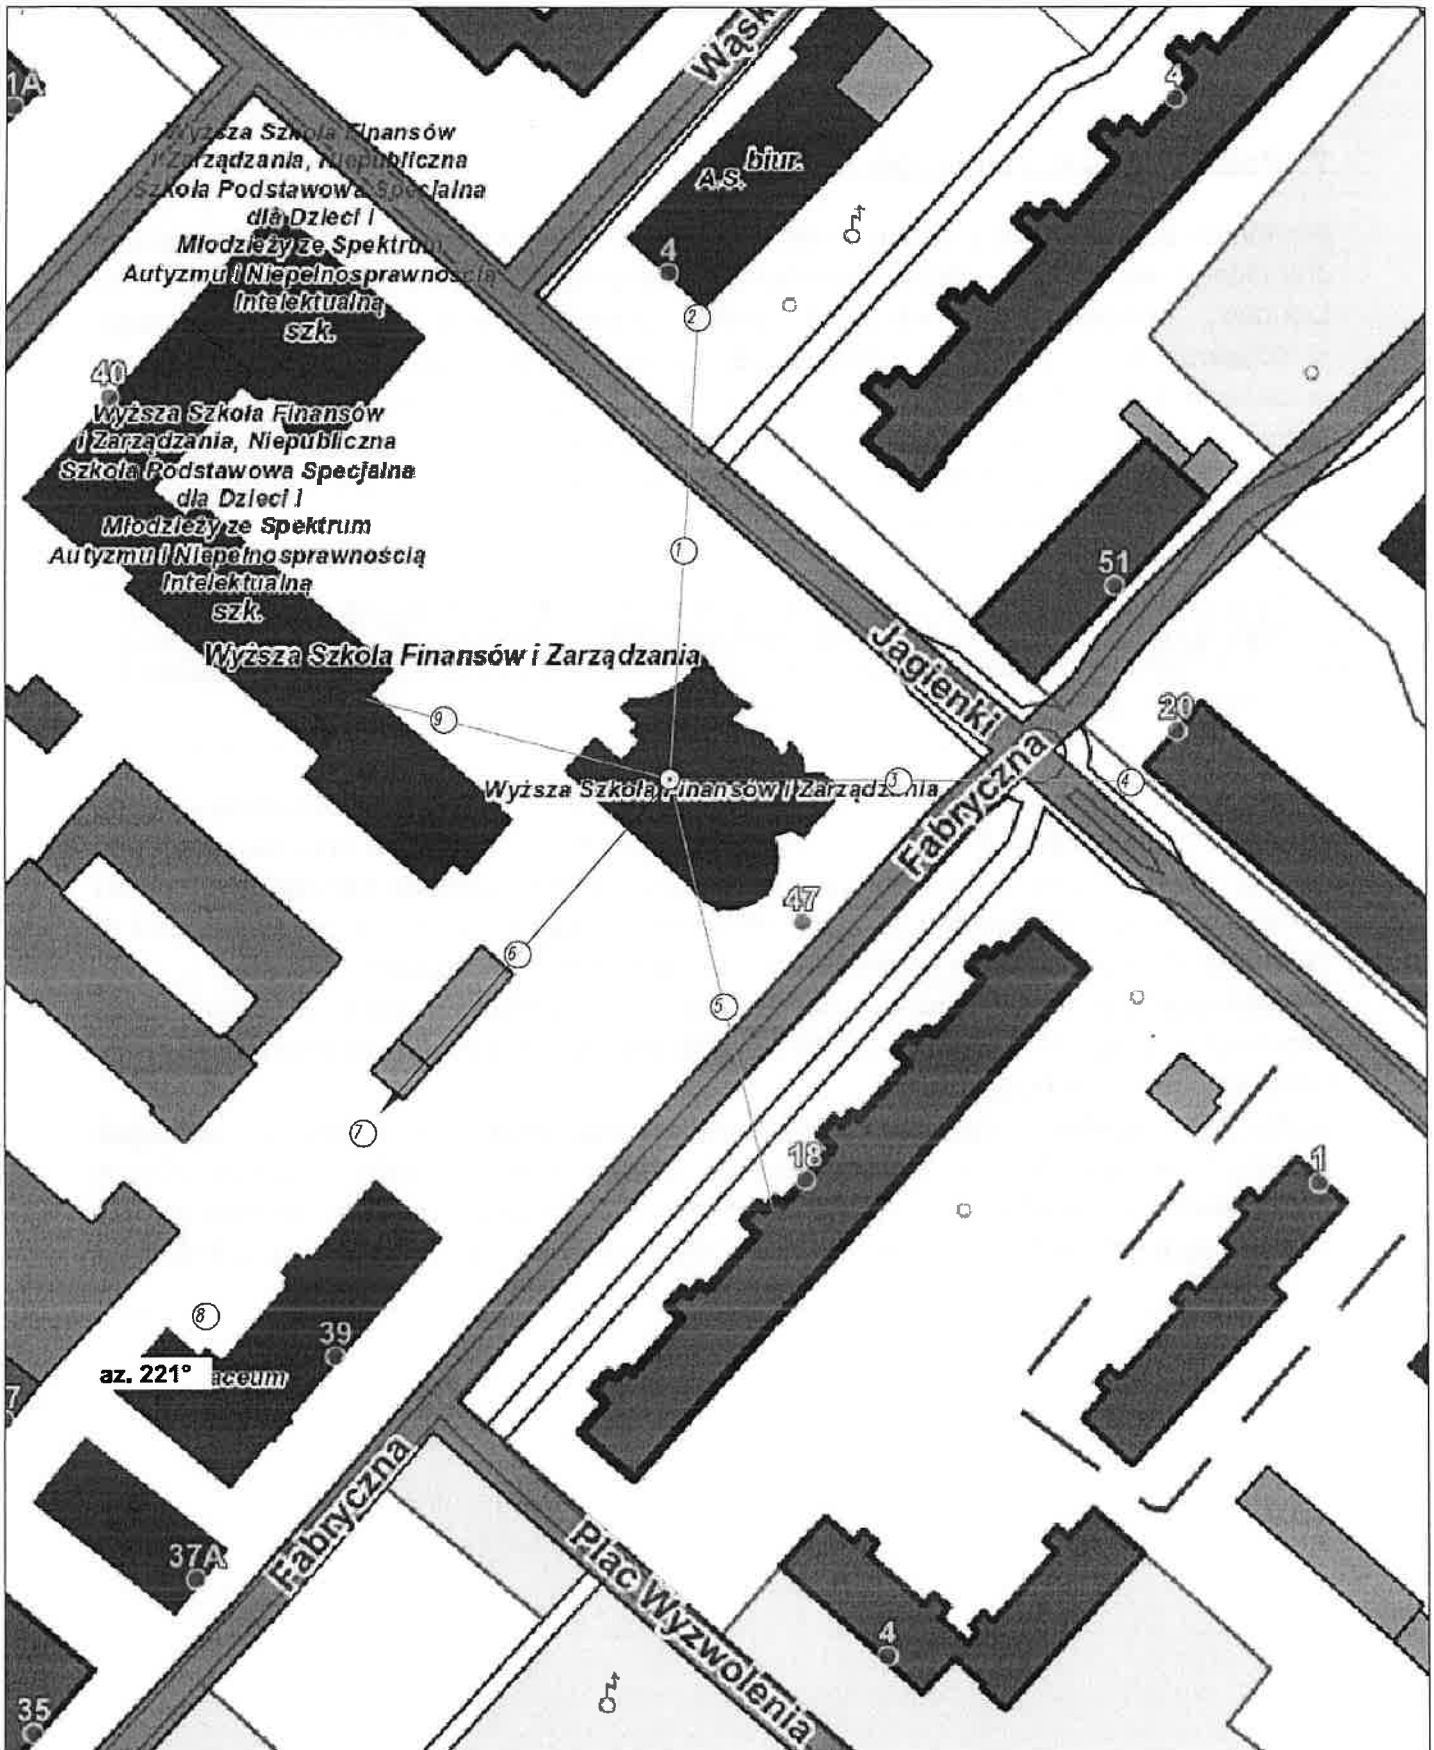 1A
Wąsk
4
Wyższa Szkoła Finansów
i Zarządzania, Niepubliczna
Szkoła Podstawowa Specjalna
dla Dzieci i
Młodzieży ze Spektrum
Autyzmu i Niepełnosprawnością
Intelektualną
szk.
biur.
A.S.
4
2
40
Wyższa Szkoła Finansów
i Zarządzania, Niepubliczna
Szkoła Podstawowa Specjalna
dla Dzieci i
Młodzieży ze Spektrum
Autyzmu i Niepełnosprawnością
Intelektualną
szk.
1
51
Wyższa Szkoła Finansów i Zarządzania
Jagienki
9
20
Wyższa Szkoła Finansów i Zarządzania
3
4
Fabryczna
47
6
5
7
18
1
8
39
az. 221°
aceum
7
Fabryczna
37A
Plac Wyzwolenia
4
35